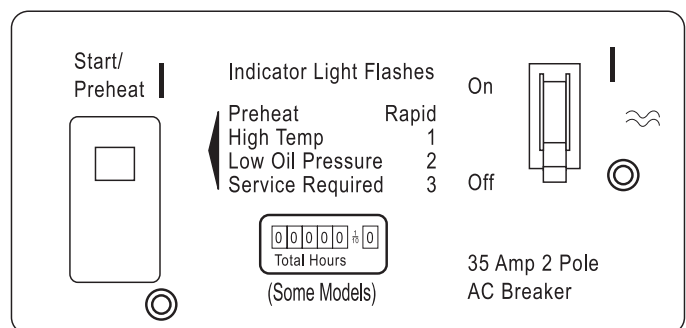 Start/
Preheat
Indicator Light Flashes
Preheat Rapid
High Temp 1
Low Oil Pressure 2
Service Required 3
0 0 0 0 0 1/10 0
Total Hours
(Some Models)
On
Off
35 Amp 2 Pole
AC Breaker